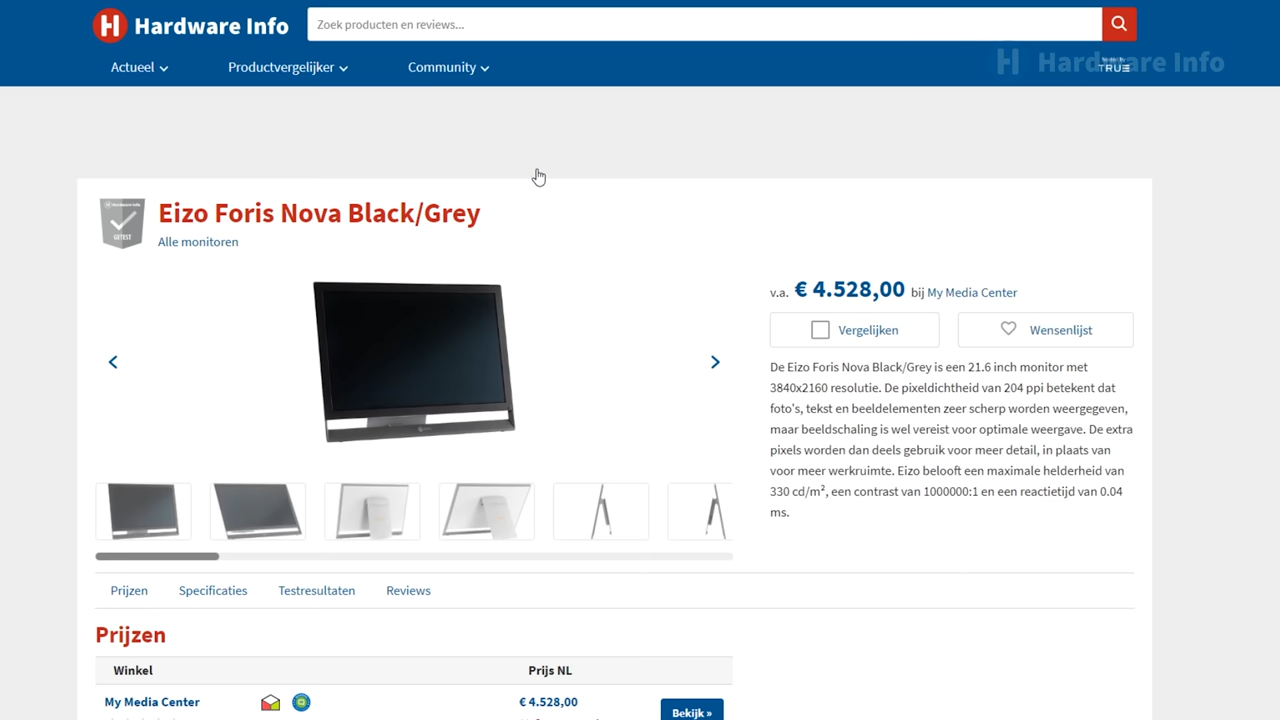 Hardware Info
Zoek producten en reviews...
Actueel
Productvergelijker
Community
Hardware Info
TRUE
Hardware Info
GETEST
Eizo Foris Nova Black/Grey
Alle monitoren
v.a. € 4.528,00 bij My Media Center
Vergelijken
Wensenlijst
De Eizo Foris Nova Black/Grey is een 21.6 inch monitor met
3840x2160 resolutie. De pixeldichtheid van 204 ppi betekent dat
foto's, tekst en beeldelementen zeer scherp worden weergegeven,
maar beeldschaling is wel vereist voor optimale weergave. De extra
pixels worden dan deels gebruik voor meer detail, in plaats van
voor meer werkruimte. Eizo belooft een maximale helderheid van
330 cd/m², een contrast van 1000000:1 en een reactietijd van 0.04
ms.
Prijzen
Specificaties
Testresultaten
Reviews
Prijzen
Winkel Prijs NL
My Media Center € 4.528,00
Bekijk »